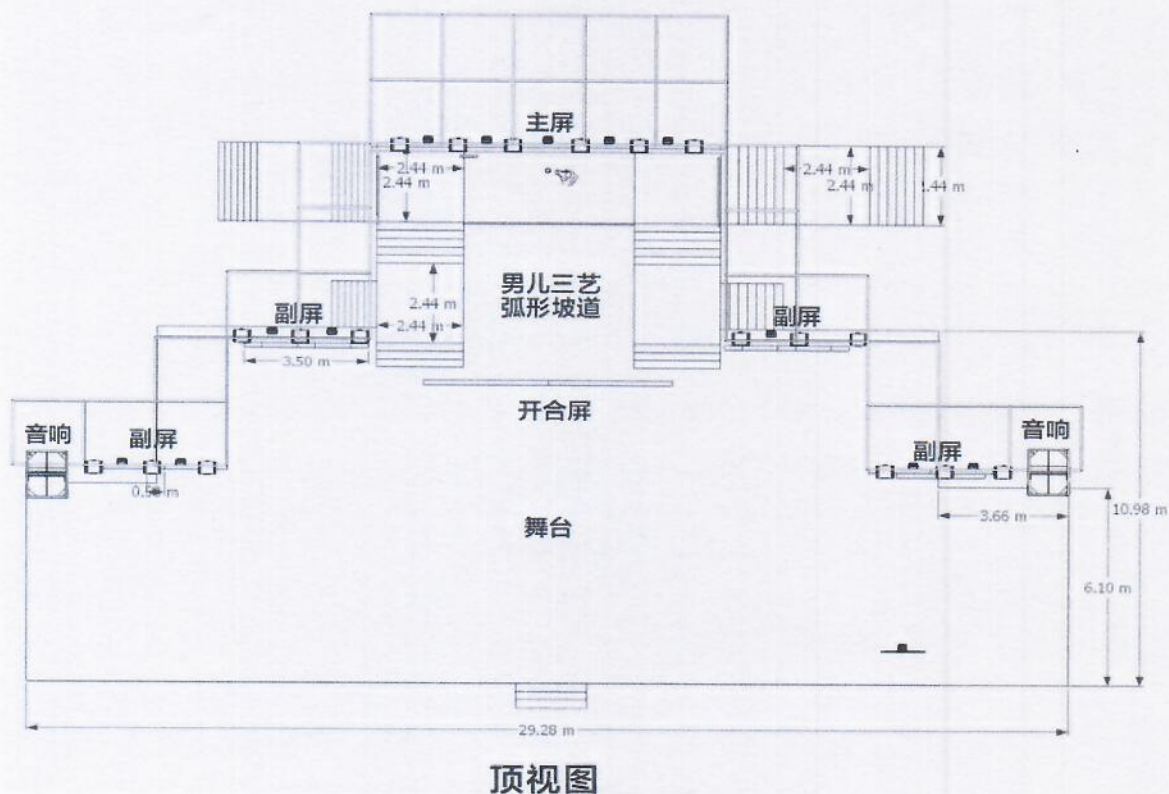 主屏
2.44 m
2.44 m
2.44 m
2.44 m
.44 m
男儿三艺
弧形坡道
2.44 m
2.44 m
副屏
副屏
3.50 m
开合屏
音响
副屏
副屏
音响
3.66 m
10.98 m
舞台
6.10 m
29.28 m
顶视图